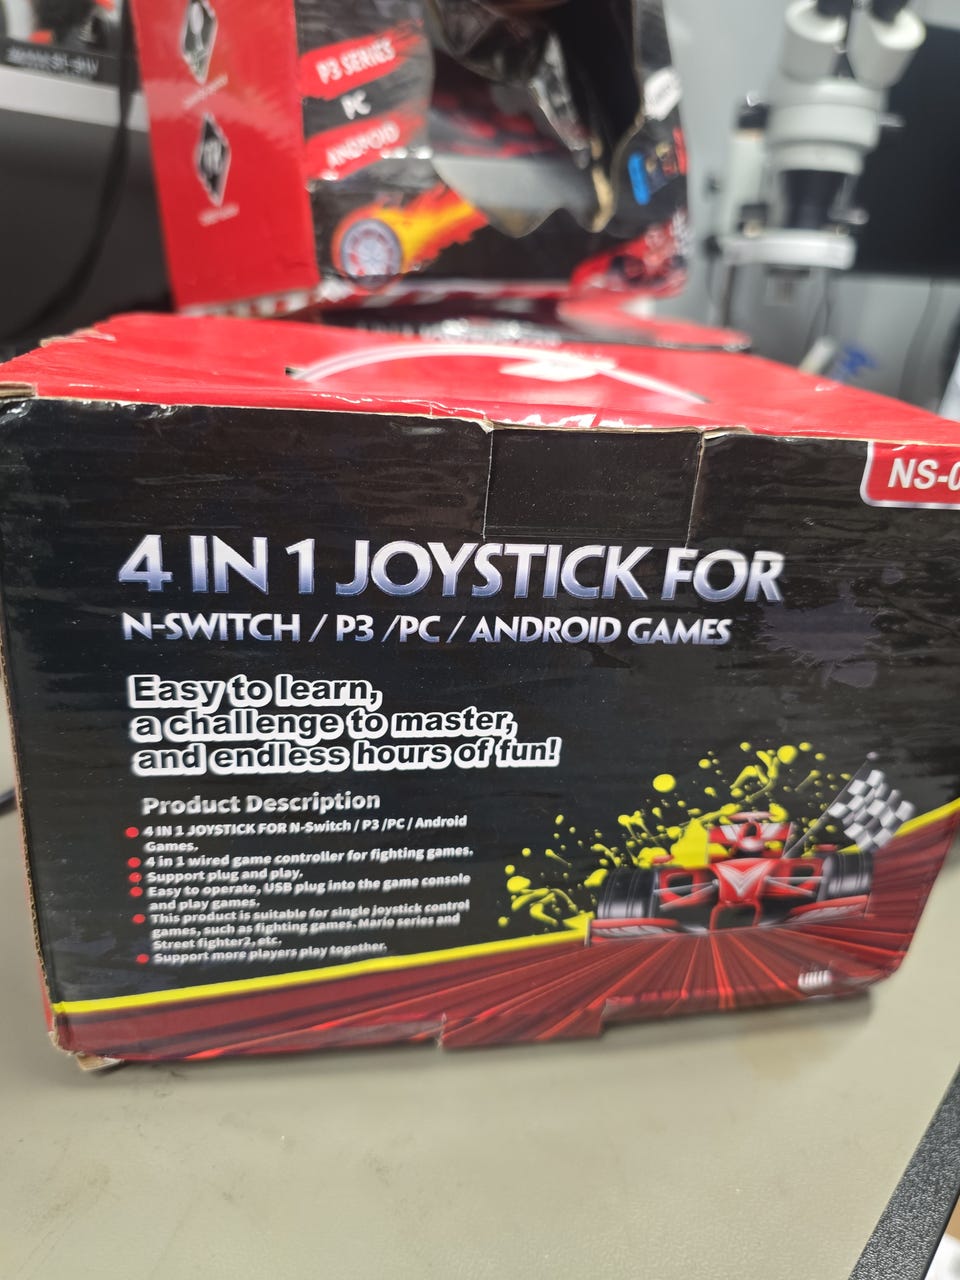 P3 SERIES
PC
ANDROID
NS-0
4 IN 1 JOYSTICK FOR
N-SWITCH / P3 /PC / ANDROID GAMES
Easy to learn,
a challenge to master,
and endless hours of fun!
Product Description
4 IN 1 JOYSTICK FOR N-Switch / P3 /PC / Android
Games.
4 in 1 wired game controller for fighting games.
Support plug and play.
Easy to operate, USB plug into the game console
and play games.
This product is suitable for single joystick control
games, such as fighting games. Mario series and
Street fighter2, etc.
Support more players play together.